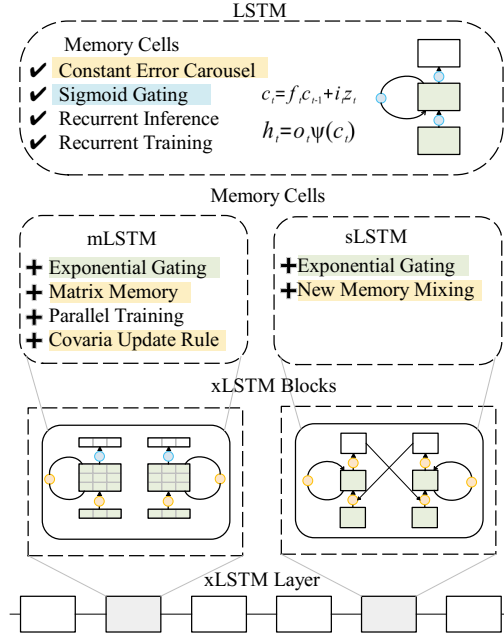 LSTM
Memory Cells
✔ Constant Error Carousel
✔ Sigmoid Gating
✔ Recurrent Inference
✔ Recurrent Training
c_t=f_t c_{t-1}+i_t z_t
h_t=o_t ψ(c_t)
Memory Cells
mLSTM
+ Exponential Gating
+ Matrix Memory
+ Parallel Training
+ Covaria Update Rule
sLSTM
+ Exponential Gating
+ New Memory Mixing
xLSTM Blocks
xLSTM Layer